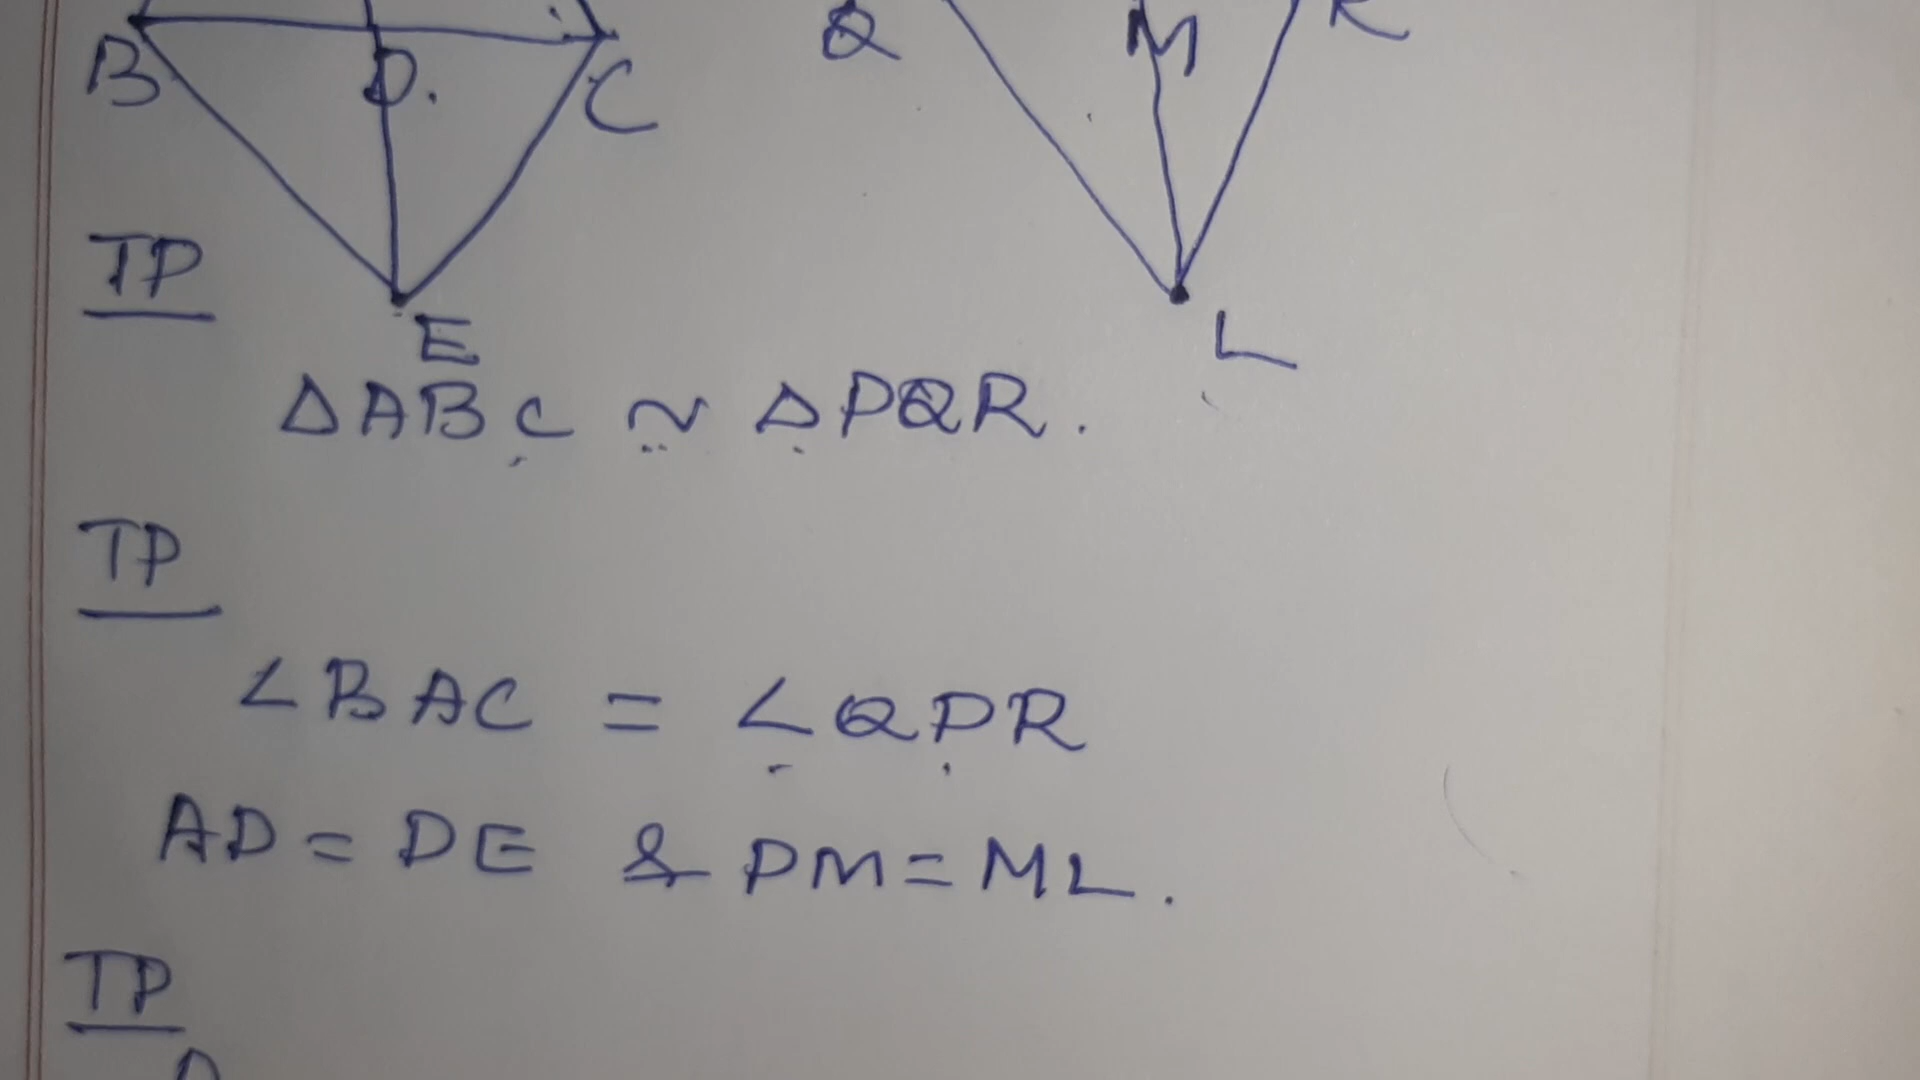 Q M R
B D. C
TP
E L
ΔABC ~ ΔPQR.
TP
∠BAC = ∠QPR
AD = DE & PM = ML.
TP